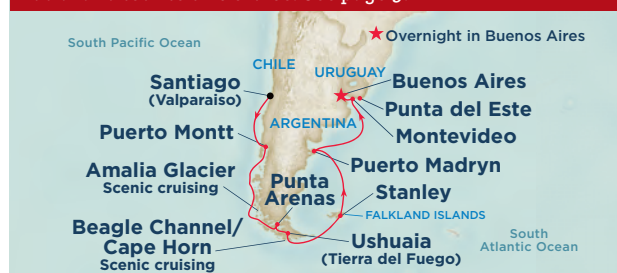 ★Overnight in Buenos Aires
South Pacific Ocean
CHILE
URUGUAY
Santiago
(Valparaiso)
Buenos Aires
Punta del Este
ARGENTINA
Montevideo
Puerto Montt
Puerto Madryn
Amalia Glacier
Scenic cruising
Punta
Arenas
Stanley
FALKLAND ISLANDS
Beagle Channel/
Cape Horn
Scenic cruising
Ushuaia
(Tierra del Fuego)
South
Atlantic Ocean